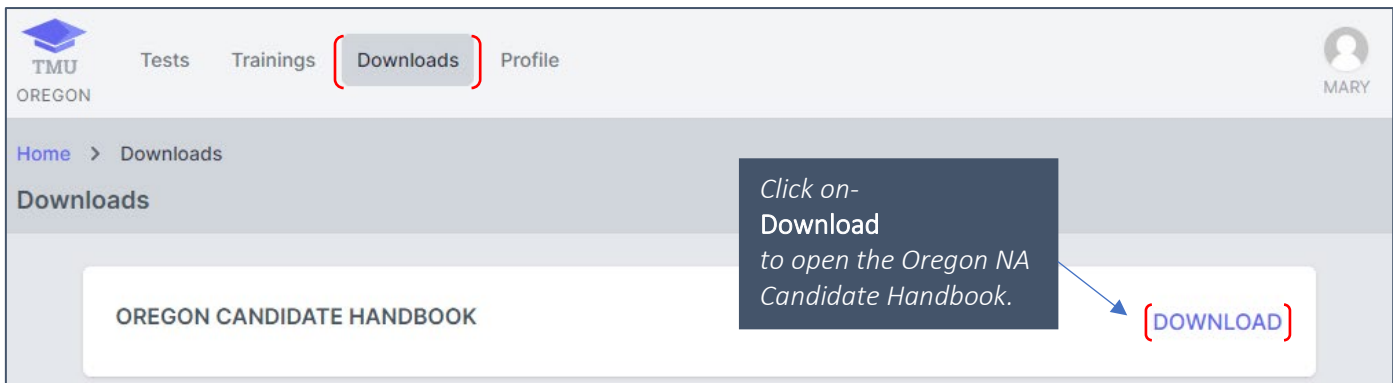 TMU
OREGON
Tests Trainings Downloads Profile
MARY
Home > Downloads
Downloads
Click on-
Download
to open the Oregon NA
Candidate Handbook.
OREGON CANDIDATE HANDBOOK
DOWNLOAD